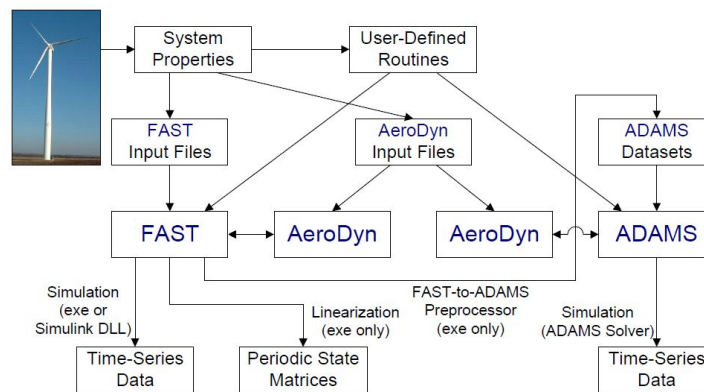 System
Properties
User-Defined
Routines
FAST
Input Files
AeroDyn
Input Files
ADAMS
Datasets
FAST
AeroDyn
AeroDyn
ADAMS
Simulation
(exe or
Simulink DLL)
Linearization
(exe only)
FAST-to-ADAMS
Preprocessor
(exe only)
Simulation
(ADAMS Solver)
Time-Series
Data
Periodic State
Matrices
Time-Series
Data